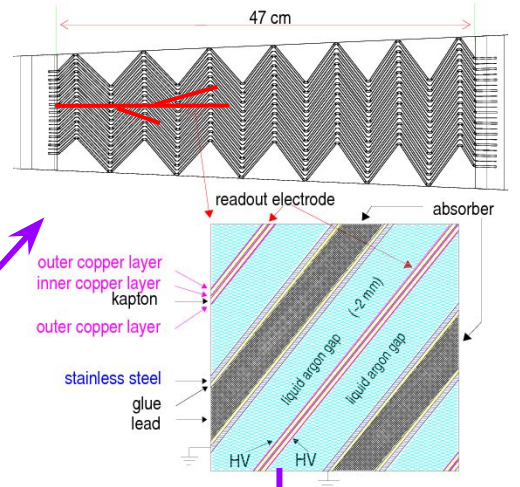 47 cm
readout electrode
absorber
outer copper layer
inner copper layer
kapton
outer copper layer
stainless steel
glue
lead
liquid argon gap
(~2 mm)
liquid argon gap
HV
HV